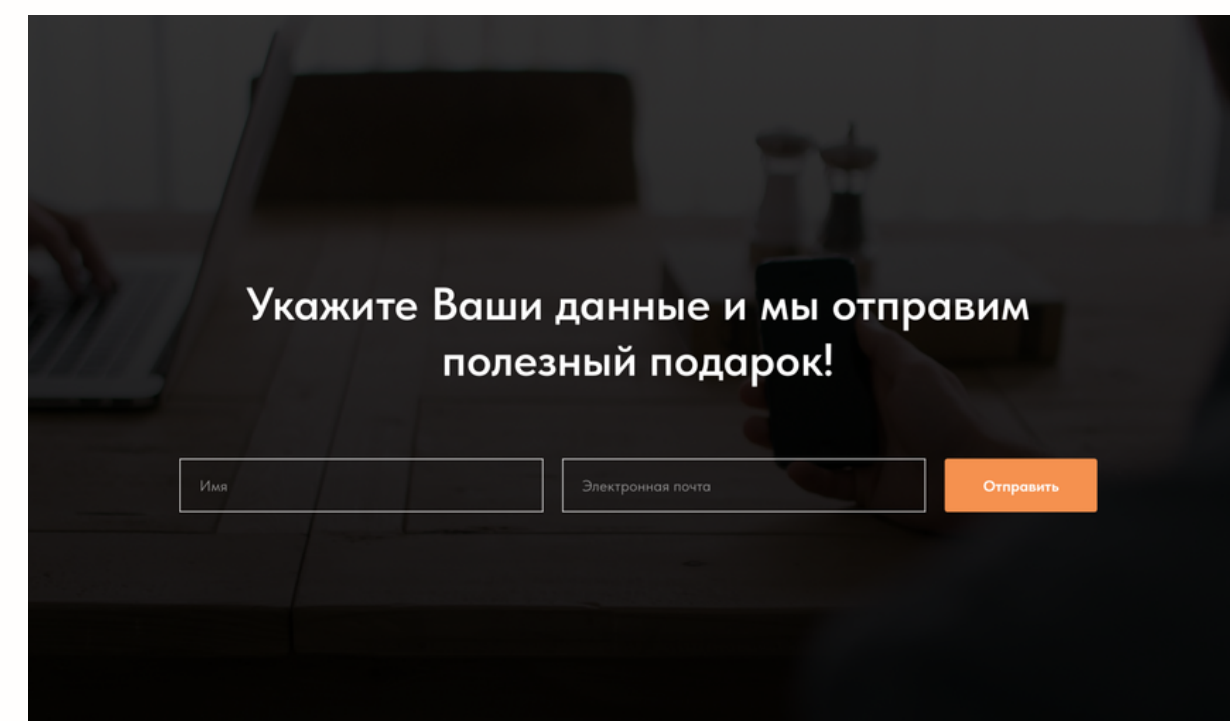 Укажите Ваши данные и мы отправим
полезный подарок!
Имя
Электронная почта
Отправить